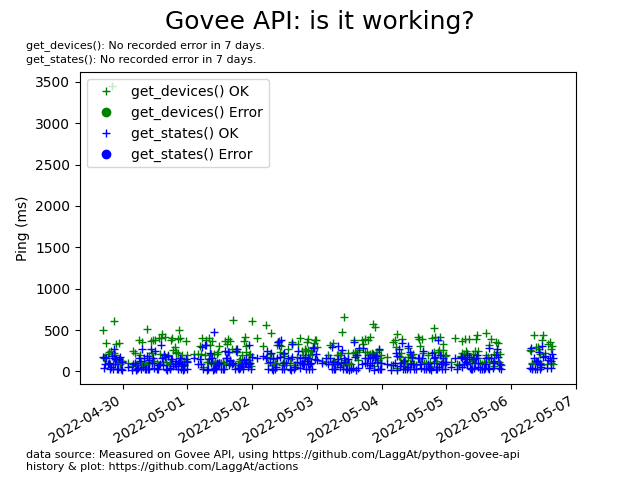 Govee API: is it working?
get_devices(): No recorded error in 7 days.
get_states(): No recorded error in 7 days.
get_devices() OK
get_devices() Error
get_states() OK
get_states() Error
Ping (ms)
3500
3000
2500
2000
1500
1000
500
0
2022-04-30
2022-05-01
2022-05-02
2022-05-03
2022-05-04
2022-05-05
2022-05-06
2022-05-07
data source: Measured on Govee API, using https://github.com/LaggAt/python-govee-api
history & plot: https://github.com/LaggAt/actions